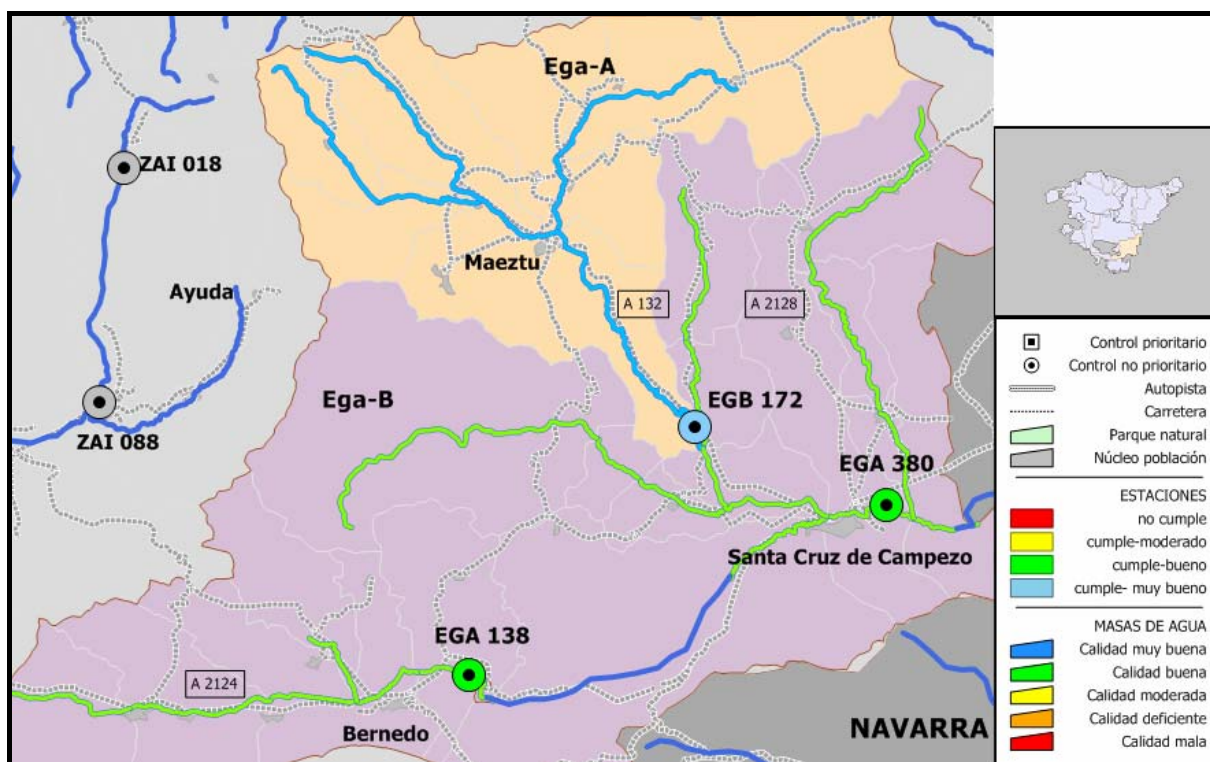 Ega-A
ZAI 018
Maeztu
Ayuda
A 132
A 2128
Ega-B
EGB 172
ZAI 088
EGA 380
Santa Cruz de Campezo
EGA 138
A 2124
Bernedo
NAVARRA
Control prioritario
Control no prioritario
Autopista
Carretera
Parque natural
Núcleo población
ESTACIONES
no cumple
cumple-moderado
cumple-bueno
cumple- muy bueno
MASAS DE AGUA
Calidad muy buena
Calidad buena
Calidad moderada
Calidad deficiente
Calidad mala